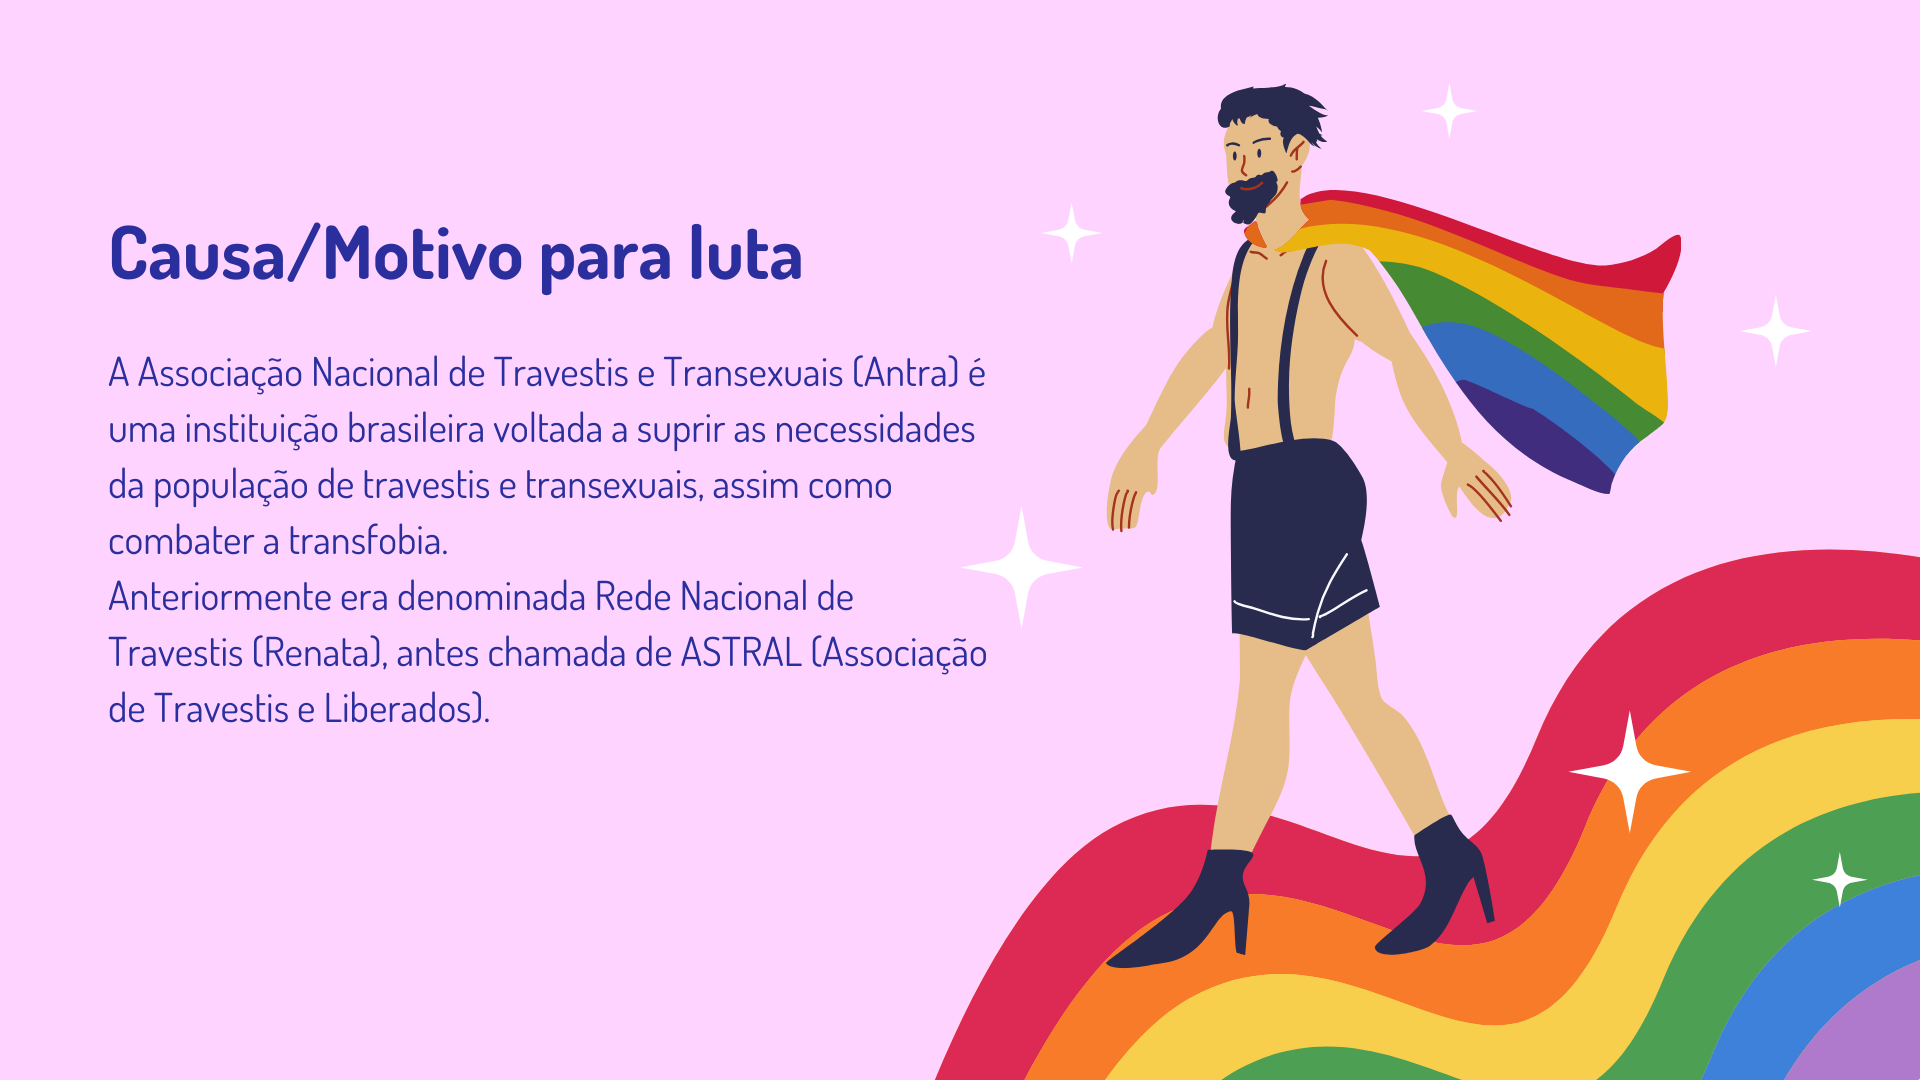 Causa/Motivo para luta
A Associação Nacional de Travestis e Transexuais (Antra) é
uma instituição brasileira voltada a suprir as necessidades
da população de travestis e transexuais, assim como
combater a transfobia.
Anteriormente era denominada Rede Nacional de
Travestis (Renata), antes chamada de ASTRAL (Associação
de Travestis e Liberados).